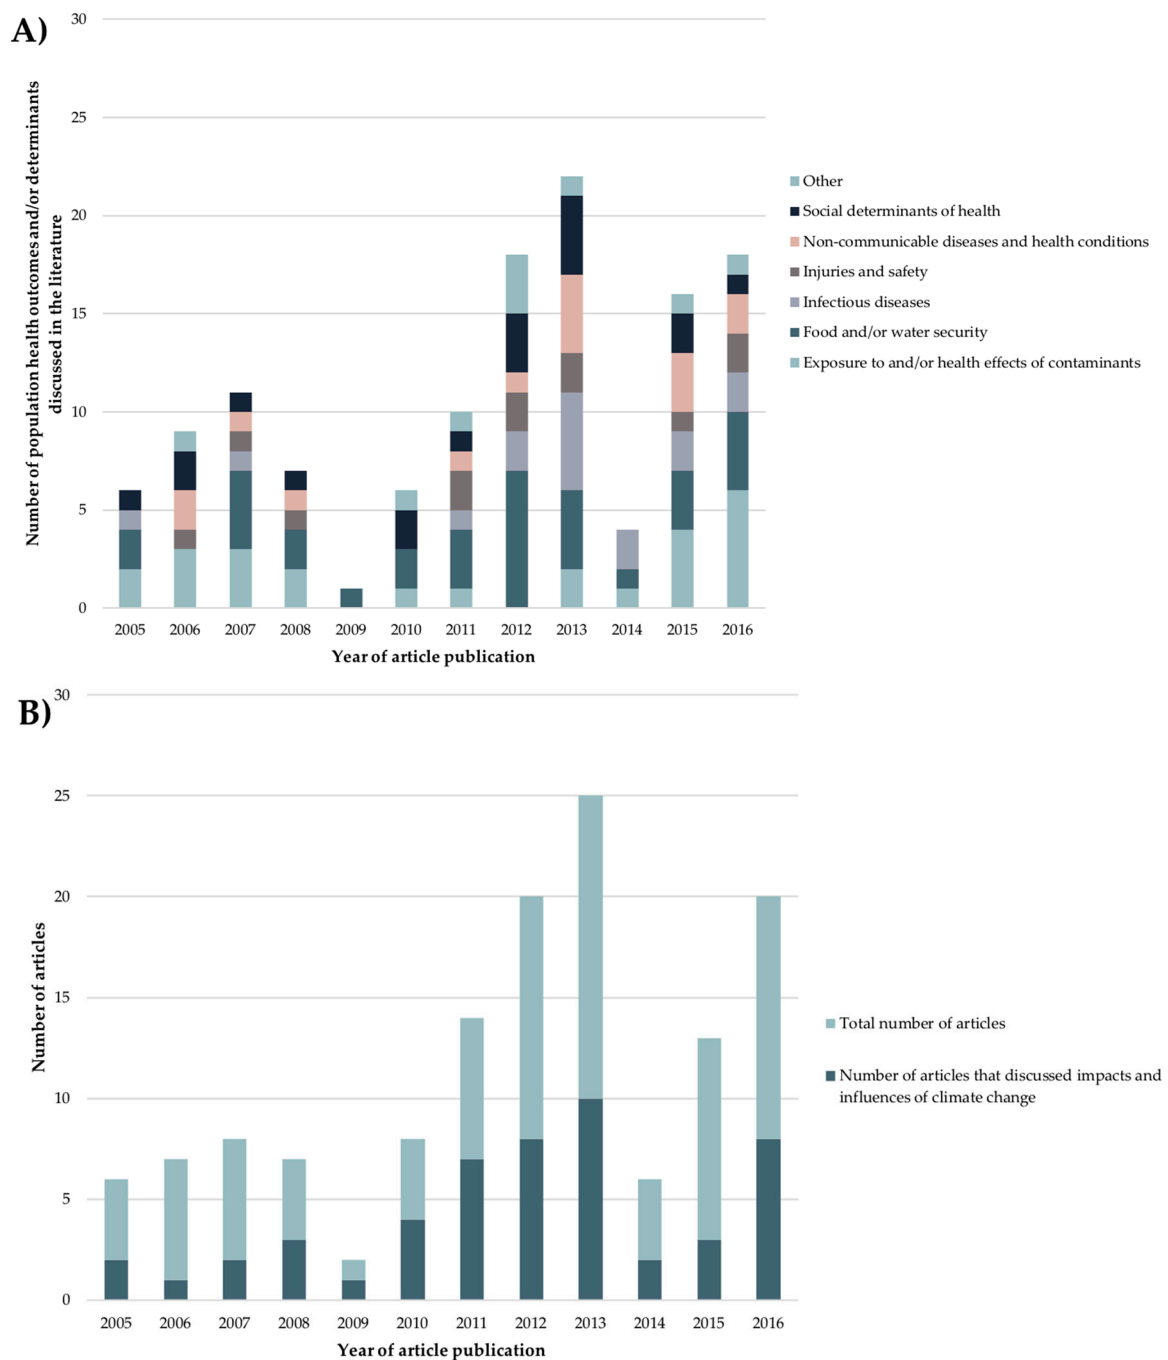 A)
Number of population health outcomes and/or determinants
discussed in the literature
30
25
20
15
10
5
0
2005 2006 2007 2008 2009 2010 2011 2012 2013 2014 2015 2016
Year of article publication
Other
Social determinants of health
Non-communicable diseases and health conditions
Injuries and safety
Infectious diseases
Food and/or water security
Exposure to and/or health effects of contaminants
B)
Number of articles
30
25
20
15
10
5
0
2005 2006 2007 2008 2009 2010 2011 2012 2013 2014 2015 2016
Year of article publication
Total number of articles
Number of articles that discussed impacts and
influences of climate change